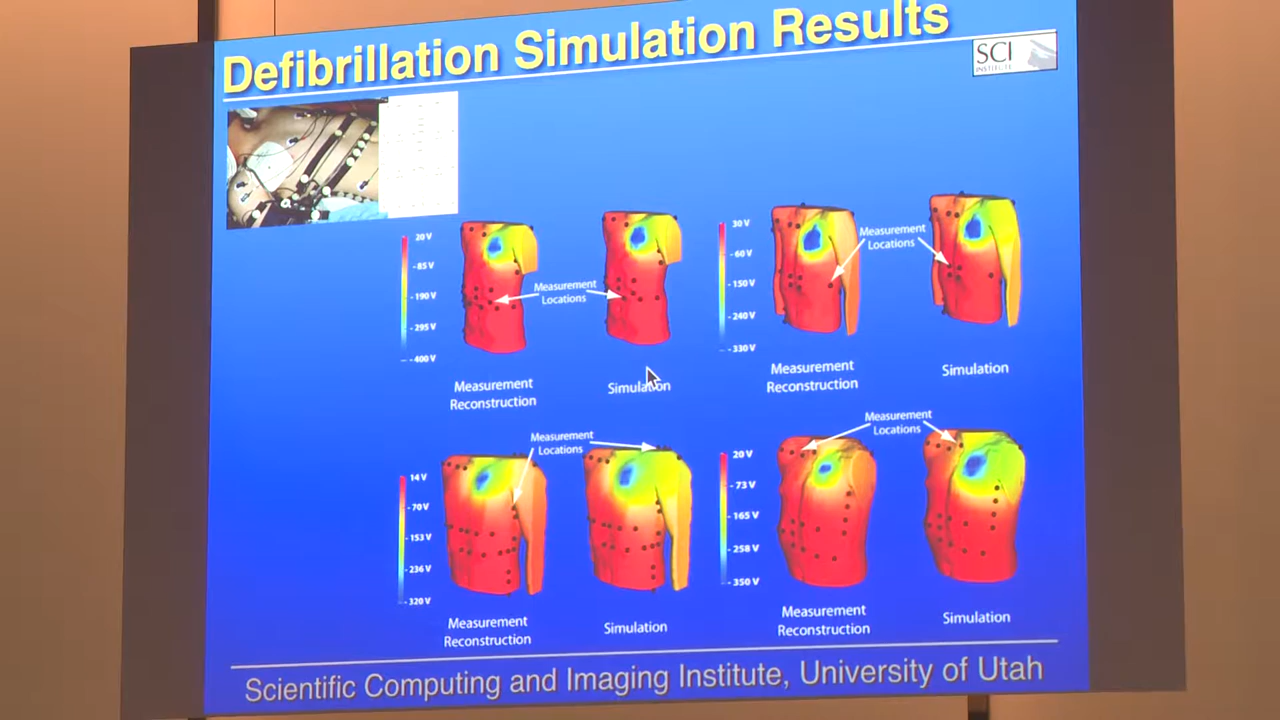 Defibrillation Simulation Results
SCI
INSTITUTE
20 V
- 85 V
- 190 V
- 295 V
- 400 V
Measurement
Locations
Measurement
Reconstruction
Simulation
30 V
- 60 V
- 150 V
- 240 V
- 330 V
Measurement
Locations
Measurement
Reconstruction
Simulation
14 V
- 70 V
- 153 V
- 236 V
- 320 V
Measurement
Locations
Measurement
Reconstruction
Simulation
20 V
- 73 V
- 165 V
- 258 V
- 350 V
Measurement
Locations
Measurement
Reconstruction
Simulation
Scientific Computing and Imaging Institute, University of Utah